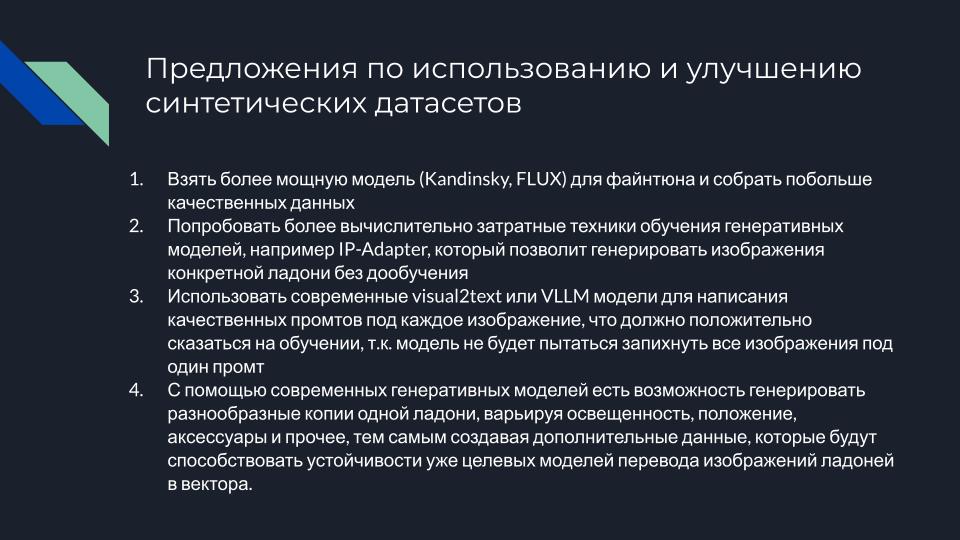 Предложения по использованию и улучшению
синтетических датасетов
1. Взять более мощную модель (Kandinsky, FLUX) для файнтюна и собрать побольше
качественных данных
2. Попробовать более вычислительно затратные техники обучения генеративных
моделей, например IP-Adapter, который позволит генерировать изображения
конкретной ладони без дообучения
3. Использовать современные visual2text или VLLM модели для написания
качественных промтов под каждое изображение, что должно положительно
сказаться на обучении, т.к. модель не будет пытаться запихнуть все изображения под
один промт
4. С помощью современных генеративных моделей есть возможность генерировать
разнообразные копии одной ладони, варьируя освещенность, положение,
аксессуары и прочее, тем самым создавая дополнительные данные, которые будут
способствовать устойчивости уже целевых моделей перевода изображений ладоней
в вектора.